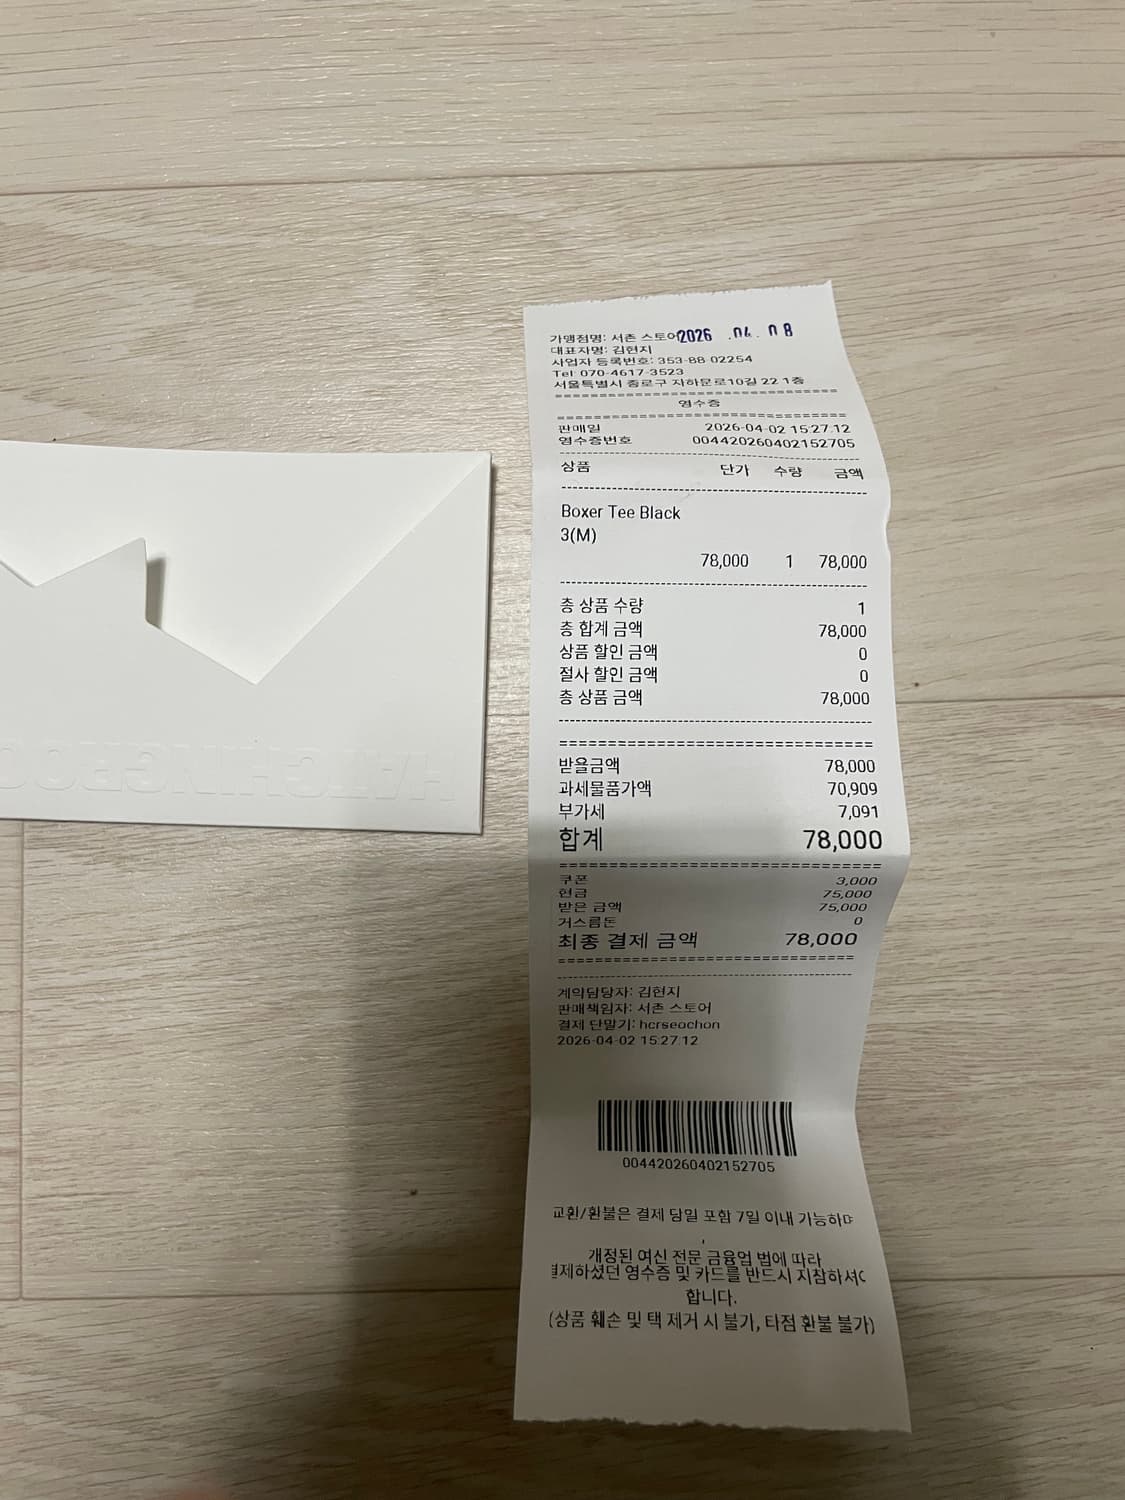 가맹점명: 서촌 스토어2026 .04. 08
대표자명: 김현지
사업자 등록번호: 353-88-02254
Tel: 070-4617-3523
서울특별시 종로구 자하문로10길 22 1층
영수증
판매일 2026-04-02 15:27:12
영수증번호 004420260402152705
상품 단가 수량 금액
Boxer Tee Black
3(M)
78,000 1 78,000
총 상품 수량 1
총 합계 금액 78,000
상품 할인 금액 0
절사 할인 금액 0
총 상품 금액 78,000
받을금액 78,000
과세물품가액 70,909
부가세 7,091
합계 78,000
쿠폰 3,000
현금 75,000
받은 금액 75,000
거스름돈 0
최종 결제 금액 78,000
계약담당자: 김현지
판매책임자: 서촌 스토어
결제 단말기: hcrseochon
2026-04-02 15:27:12
004420260402152705
교환/환불은 결제 당일 포함 7일 이내 가능하며
,
개정된 여신 전문 금융업 법에 따라
결제하셨던 영수증 및 카드를 반드시 지참하셔야
합니다.
(상품 훼손 및 택 제거 시 불가, 타점 환불 불가)
HATCHINGROO